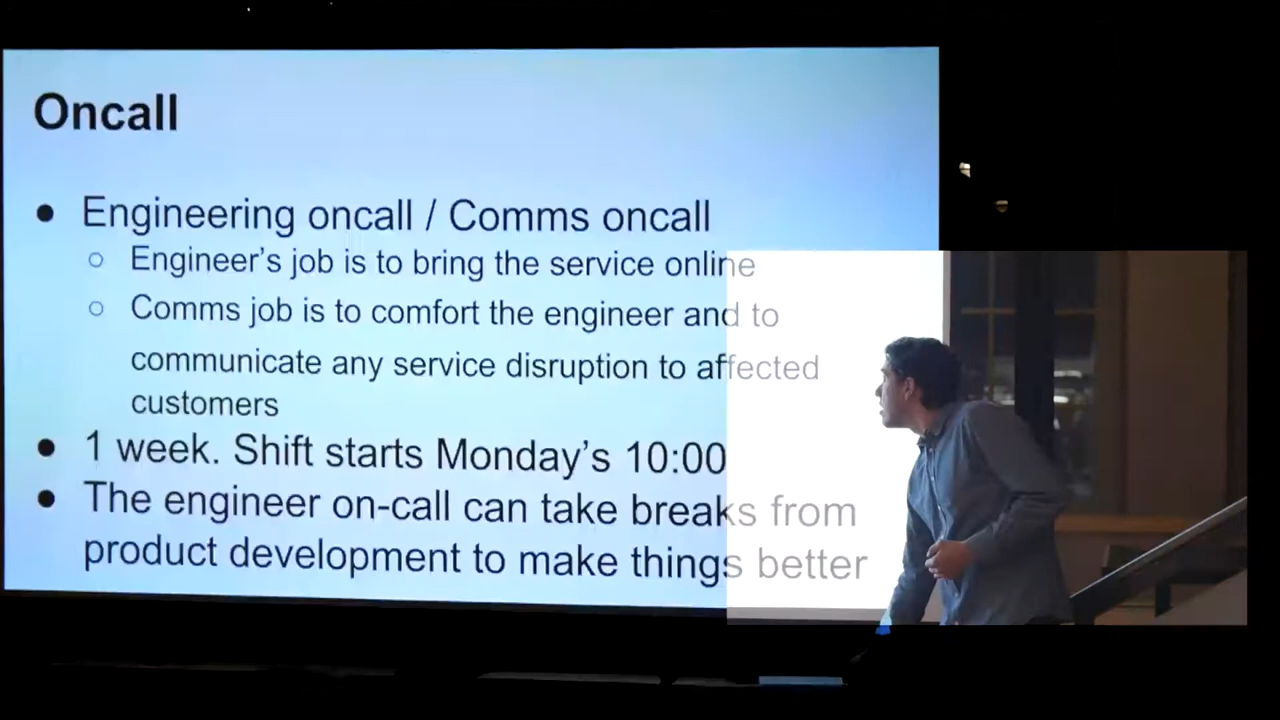 Oncall
● Engineering oncall / Comms oncall
○ Engineer's job is to bring the service online
○ Comms job is to comfort the engineer and to
communicate any service disruption to affected
customers
● 1 week. Shift starts Monday's 10:00
● The engineer on-call can take breaks from
product development to make things better